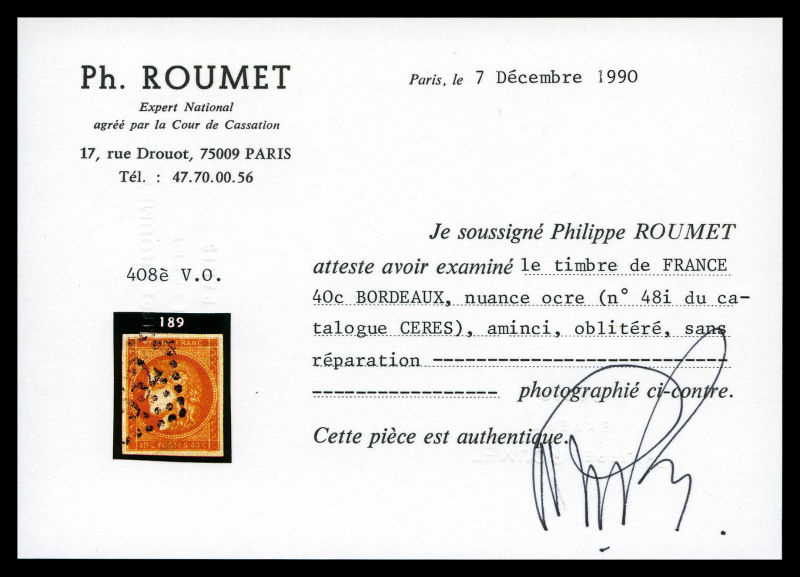 Ph. ROUMET
Expert National
agréé par la Cour de Cassation
17, rue Drouot, 75009 PARIS
Tél. : 47.70.00.56
Paris, le 7 Décembre 1990
Je soussigné Philippe ROUMET
atteste avoir examiné le timbre de FRANCE
40c BORDEAUX, nuance ocre (n° 48i du ca-
talogue CERES), aminci, oblitéré, sans
réparation
photographié ci-contre.
Cette pièce est authentique.
408è V.O.
189